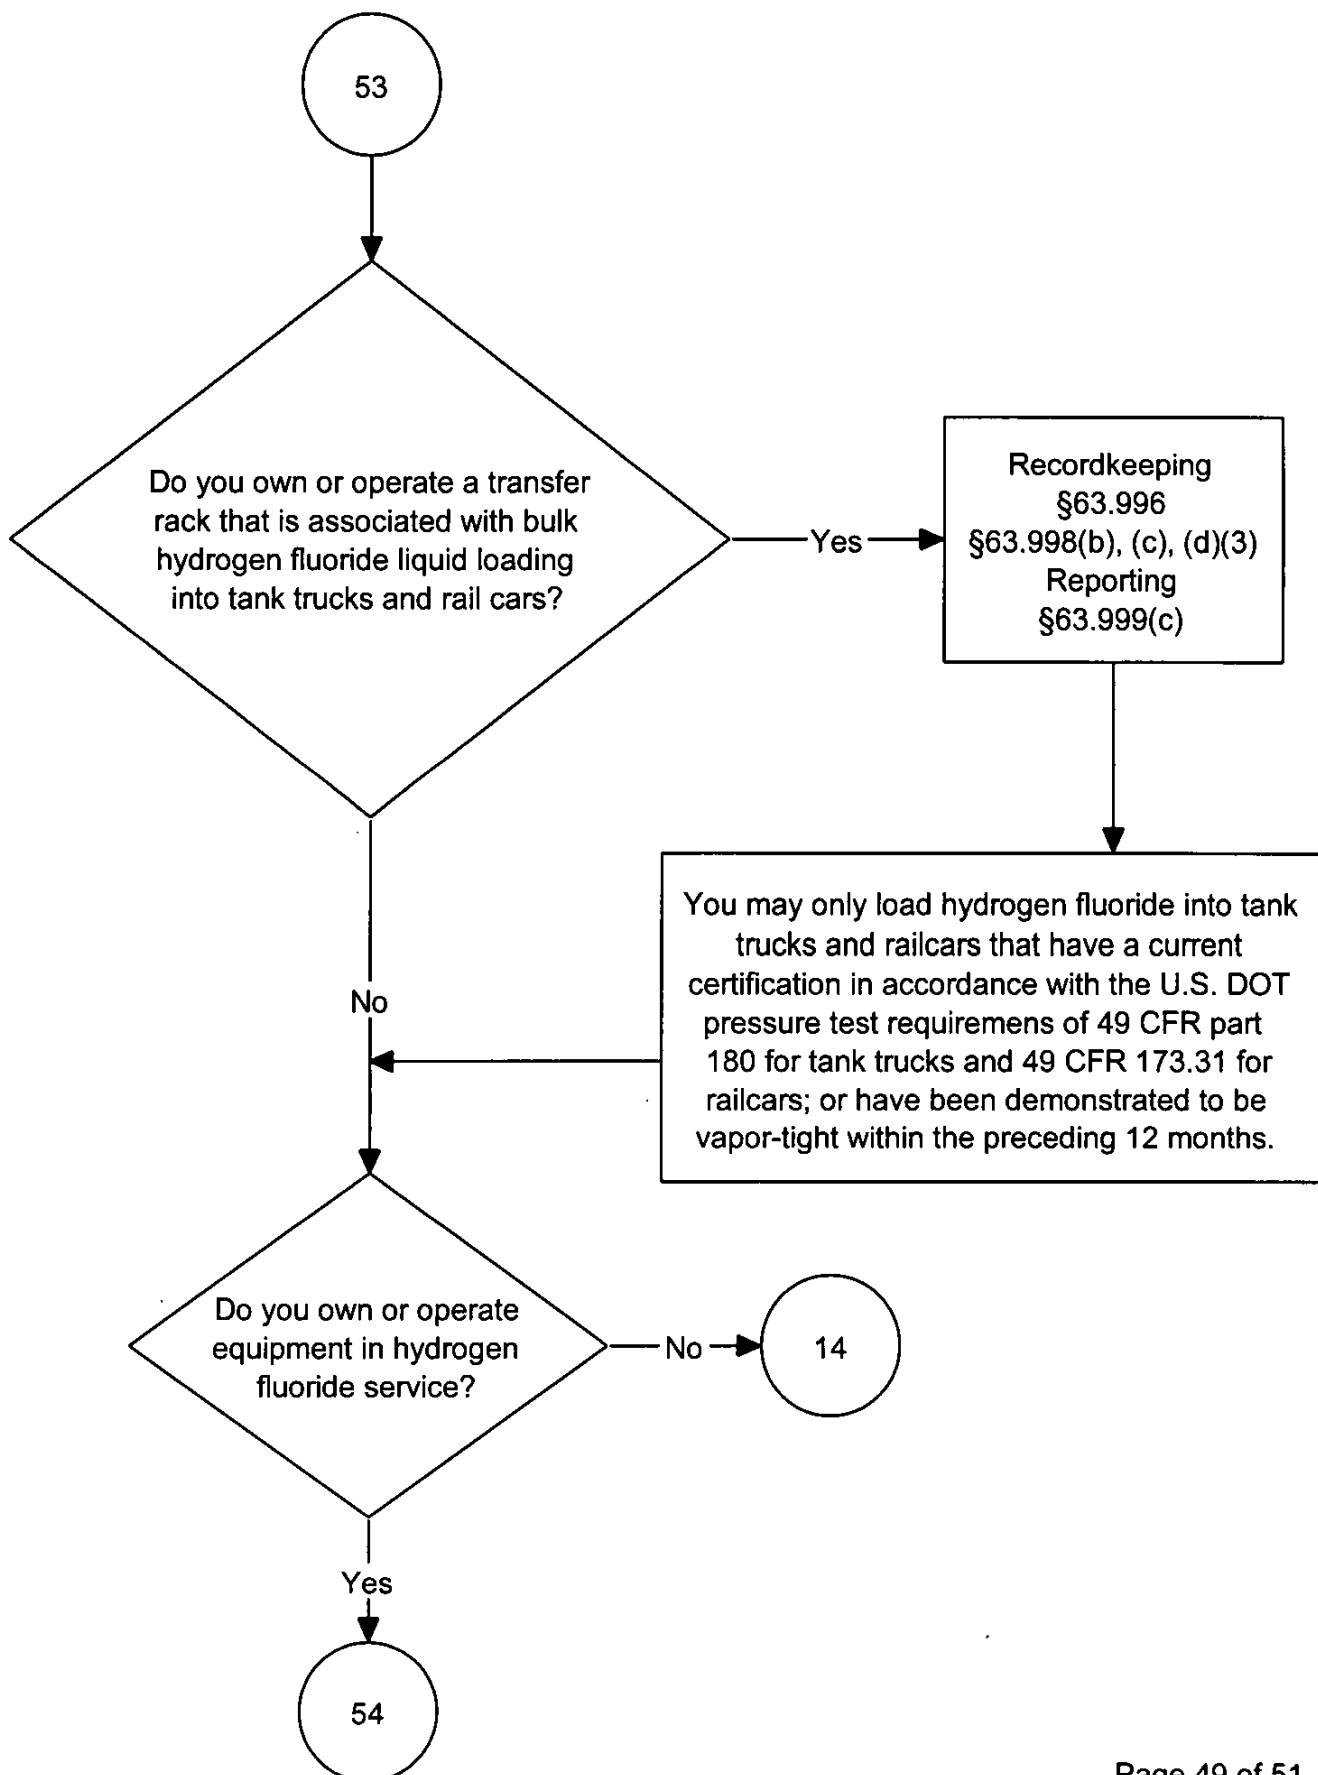 53
Do you own or operate a transfer
rack that is associated with bulk
hydrogen fluoride liquid loading
into tank trucks and rail cars?
Yes
Recordkeeping
§63.996
§63.998(b), (c), (d)(3)
Reporting
§63.999(c)
You may only load hydrogen fluoride into tank
trucks and railcars that have a current
certification in accordance with the U.S. DOT
pressure test requiremens of 49 CFR part
180 for tank trucks and 49 CFR 173.31 for
railcars; or have been demonstrated to be
vapor-tight within the preceding 12 months.
No
Do you own or operate
equipment in hydrogen
fluoride service?
No
14
Yes
54
Page 49 of 51